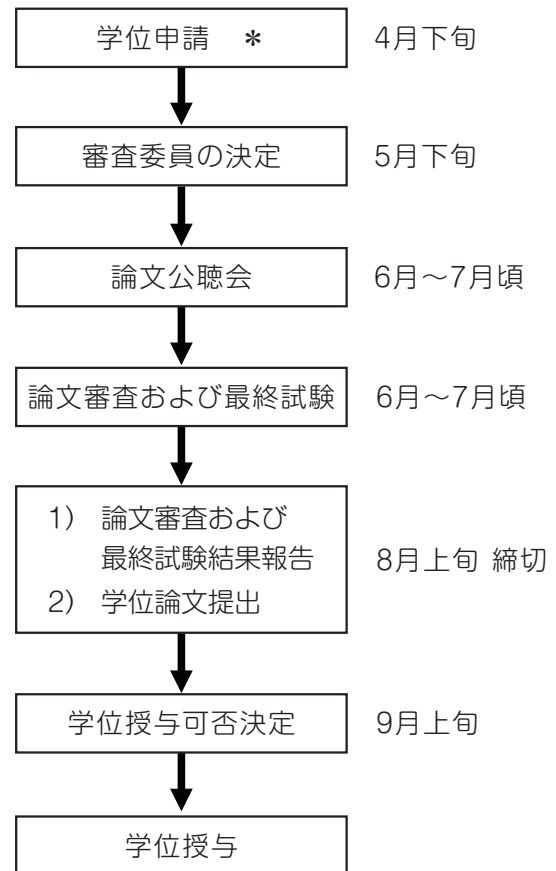 学位申請 * 4月下旬
審査委員の決定 5月下旬
論文公聴会 6月〜7月頃
論文審査および最終試験 6月〜7月頃
1) 論文審査および
最終試験結果報告 8月上旬 締切
2) 学位論文提出
学位授与可否決定 9月上旬
学位授与